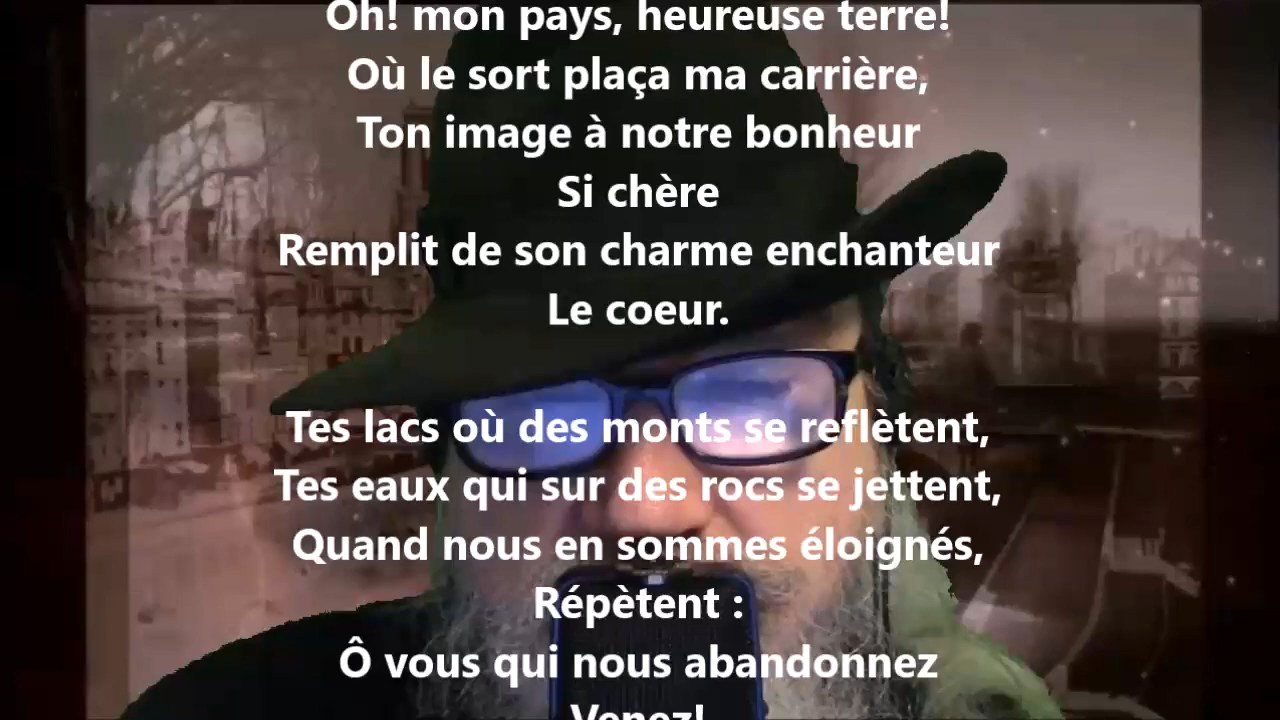 Oh! mon pays, heureuse terre!
Où le sort plaça ma carrière,
Ton image à notre bonheur
Si chère
Remplit de son charme enchanteur
Le coeur.
Tes lacs où des monts se reflètent,
Tes eaux qui sur des rocs se jettent,
Quand nous en sommes éloignés,
Répètent :
Ô vous qui nous abandonnez
Venez!